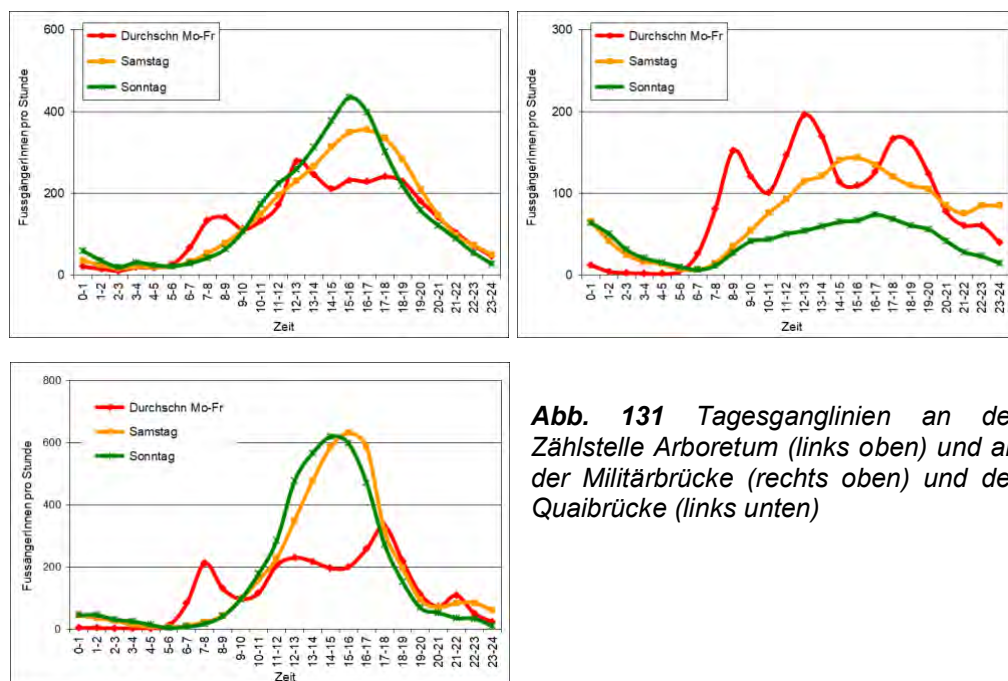 600
400
200
0
FussgängerInnen pro Stunde
Durchschn Mo-Fr
Samstag
Sonntag
0-1 1-2 2-3 3-4 4-5 5-6 6-7 7-8 8-9 9-10 10-11 11-12 12-13 13-14 14-15 15-16 16-17 17-18 18-19 19-20 20-21 21-22 22-23 23-24
Zeit
300
200
100
0
FussgängerInnen pro Stunde
Durchschn Mo-Fr
Samstag
Sonntag
0-1 1-2 2-3 3-4 4-5 5-6 6-7 7-8 8-9 9-10 10-11 11-12 12-13 13-14 14-15 15-16 16-17 17-18 18-19 19-20 20-21 21-22 22-23 23-24
Zeit
800
600
400
200
0
FussgängerInnen pro Stunde
Durchschn Mo-Fr
Samstag
Sonntag
0-1 1-2 2-3 3-4 4-5 5-6 6-7 7-8 8-9 9-10 10-11 11-12 12-13 13-14 14-15 15-16 16-17 17-18 18-19 19-20 20-21 21-22 22-23 23-24
Zeit
Abb. 131 Tagesganglinien an de
Zählstelle Arboretum (links oben) und a
der Militärbrücke (rechts oben) und de
Quaibrücke (links unten)